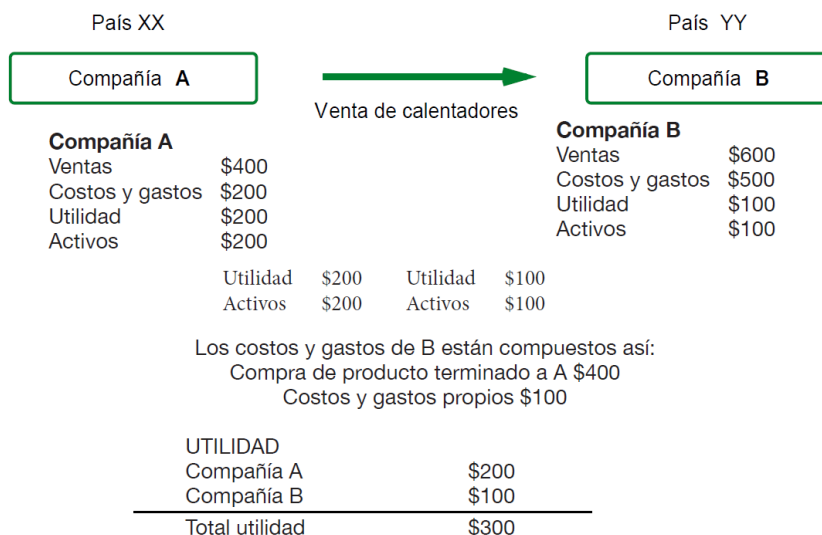 País XX
País YY
Compañía A
Compañía B
Venta de calentadores
Compañía A
Ventas $400
Costos y gastos $200
Utilidad $200
Activos $200
Compañía B
Ventas $600
Costos y gastos $500
Utilidad $100
Activos $100
Utilidad $200 Utilidad $100
Activos $200 Activos $100
Los costos y gastos de B están compuestos así:
Compra de producto terminado a A $400
Costos y gastos propios $100
UTILIDAD
Compañía A $200
Compañía B $100
Total utilidad $300